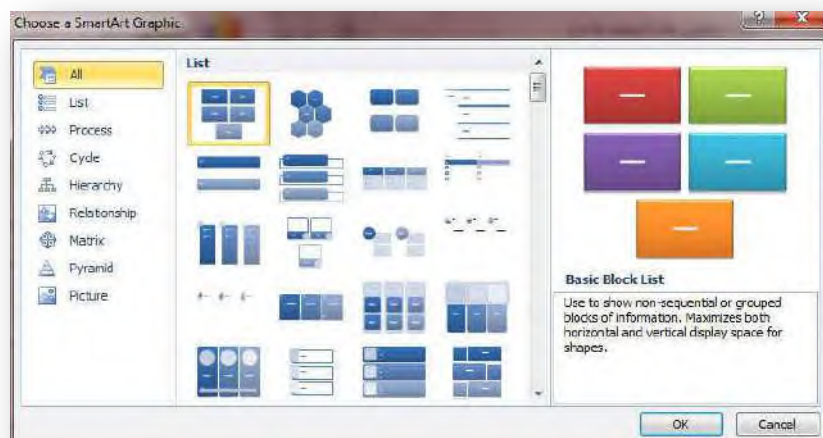 Choose a SmartArt Graphic
All
List
Process
Cycle
Hierarchy
Relationship
Matrix
Pyramid
Picture
List
Basic Block List
Use to show non-sequential or grouped
blocks of information. Maximizes both
horizontal and vertical display space for
shapes.
OK
Cancel